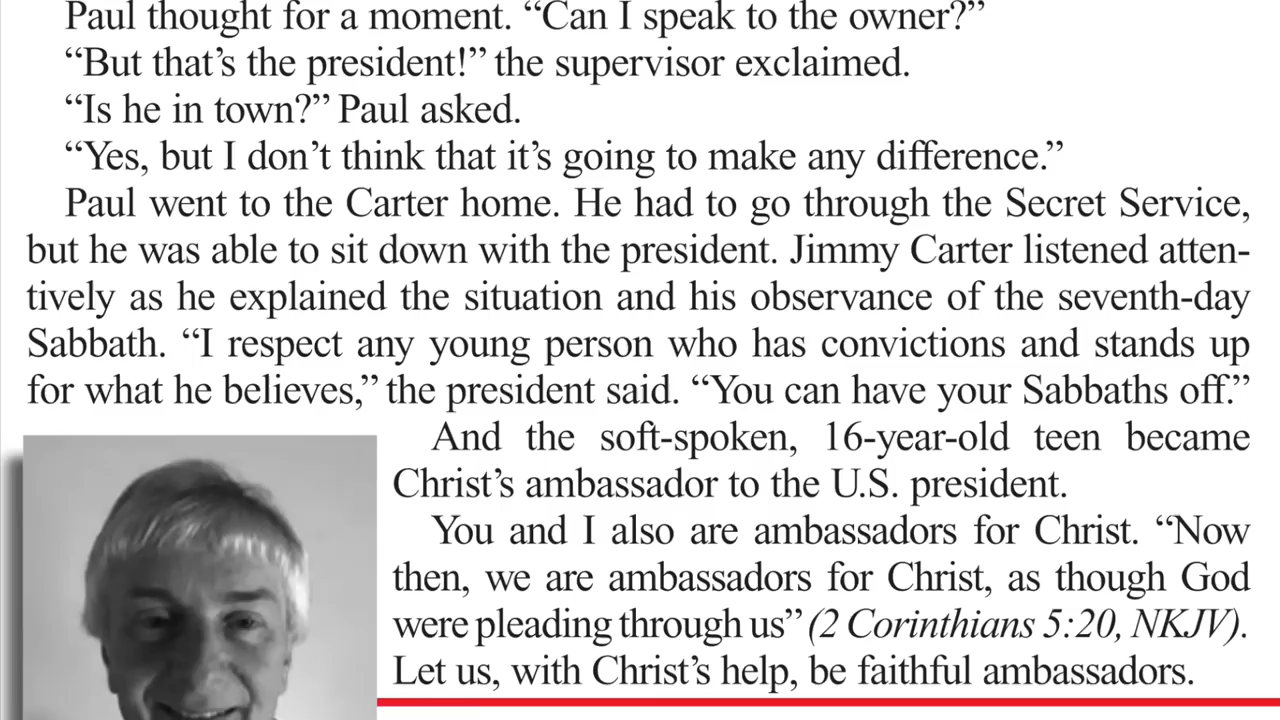 Paul thought for a moment. “Can I speak to the owner?”
“But that’s the president!” the supervisor exclaimed.
“Is he in town?” Paul asked.
“Yes, but I don’t think that it’s going to make any difference.”
Paul went to the Carter home. He had to go through the Secret Service,
but he was able to sit down with the president. Jimmy Carter listened atten-
tively as he explained the situation and his observance of the seventh-day
Sabbath. “I respect any young person who has convictions and stands up
for what he believes,” the president said. “You can have your Sabbaths off.”
And the soft-spoken, 16-year-old teen became
Christ’s ambassador to the U.S. president.
You and I also are ambassadors for Christ. “Now
then, we are ambassadors for Christ, as though God
were pleading through us” (2 Corinthians 5:20, NKJV).
Let us, with Christ’s help, be faithful ambassadors.